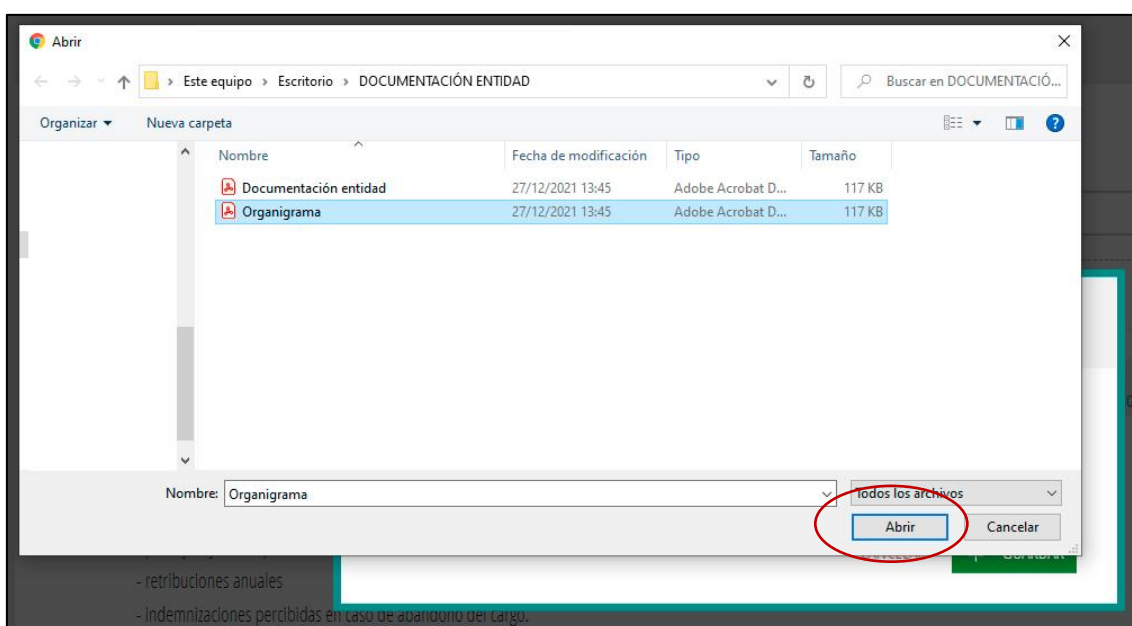 Abrir
Este equipo > Escritorio > DOCUMENTACIÓN ENTIDAD
Buscar en DOCUMENTACIÓ...
Organizar Nueva carpeta
Nombre Fecha de modificación Tipo Tamaño
Documentación entidad 27/12/2021 13:45 Adobe Acrobat D... 117 KB
Organigrama 27/12/2021 13:45 Adobe Acrobat D... 117 KB
Nombre: Organigrama Todos los archivos
Abrir Cancelar
- retribuciones anuales
- indemnizaciones percibidas en caso de abandono del cargo.